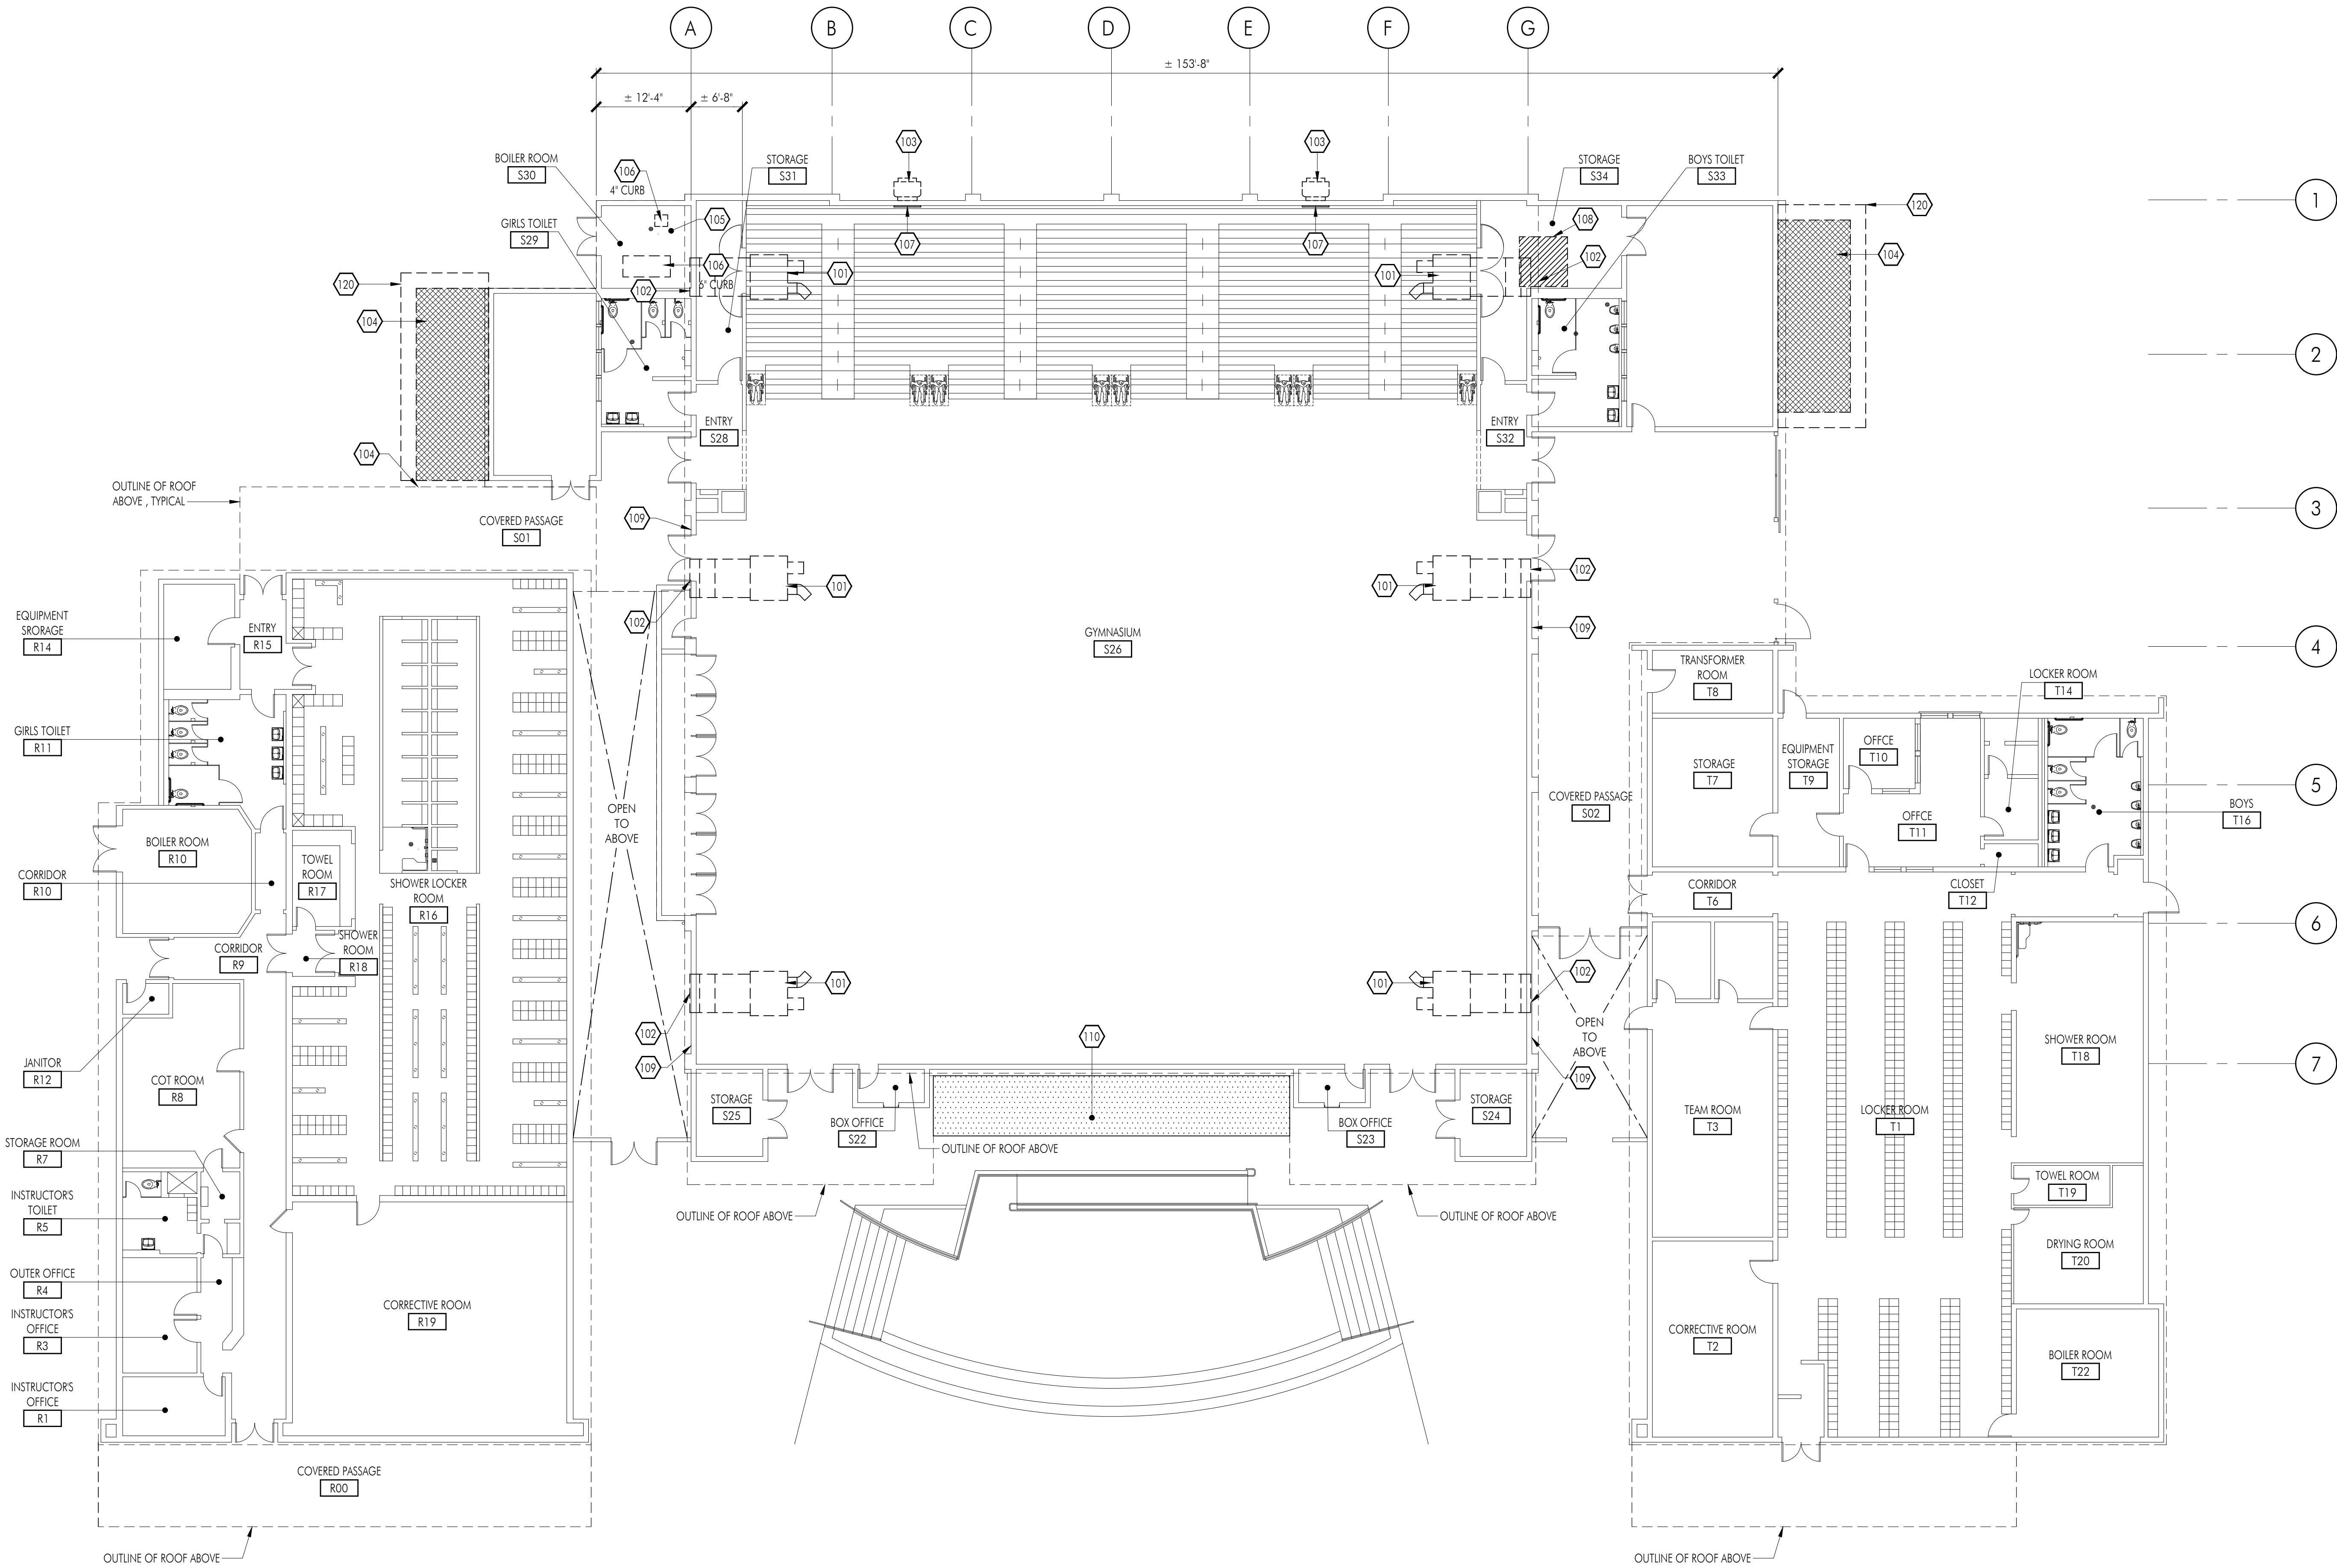 A
B
C
D
E
F
G
± 153'-8"
± 12'-4"
± 6'-8"
103
103
BOILER ROOM
S30
106
4" CURB
STORAGE
S31
STORAGE
S34
BOYS TOILET
S33
1
120
GIRLS TOILET
S29
105
107
107
108
102
104
106
6" CURB
101
101
120
102
104
2
ENTRY
S28
ENTRY
S32
104
OUTLINE OF ROOF
ABOVE , TYPICAL
3
COVERED PASSAGE
S01
109
102
101
101
102
109
EQUIPMENT
SRORAGE
R14
ENTRY
R15
GYMNASIUM
S26
4
TRANSFORMER
ROOM
T8
LOCKER ROOM
T14
GIRLS TOILET
R11
STORAGE
T7
EQUIPMENT
STORAGE
T9
OFFCE
T10
5
OPEN
TO
ABOVE
COVERED PASSAGE
S02
OFFCE
T11
BOYS
T16
BOILER ROOM
R10
TOWEL
ROOM
R17
CORRIDOR
R10
SHOWER LOCKER
ROOM
R16
CORRIDOR
T6
CLOSET
T12
6
CORRIDOR
R9
SHOWER
ROOM
R18
101
101
102
102
109
110
OPEN
TO
ABOVE
109
SHOWER ROOM
T18
7
JANITOR
R12
COT ROOM
R8
STORAGE
S25
BOX OFFICE
S22
OUTLINE OF ROOF ABOVE
BOX OFFICE
S23
STORAGE
S24
TEAM ROOM
T3
LOCKER ROOM
T1
STORAGE ROOM
R7
TOWEL ROOM
T19
INSTRUCTOR'S
TOILET
R5
OUTLINE OF ROOF ABOVE
OUTLINE OF ROOF ABOVE
DRYING ROOM
T20
OUTER OFFICE
R4
INSTRUCTOR'S
OFFICE
R3
CORRECTIVE ROOM
R19
CORRECTIVE ROOM
T2
BOILER ROOM
T22
INSTRUCTOR'S
OFFICE
R1
COVERED PASSAGE
R00
OUTLINE OF ROOF ABOVE
OUTLINE OF ROOF ABOVE